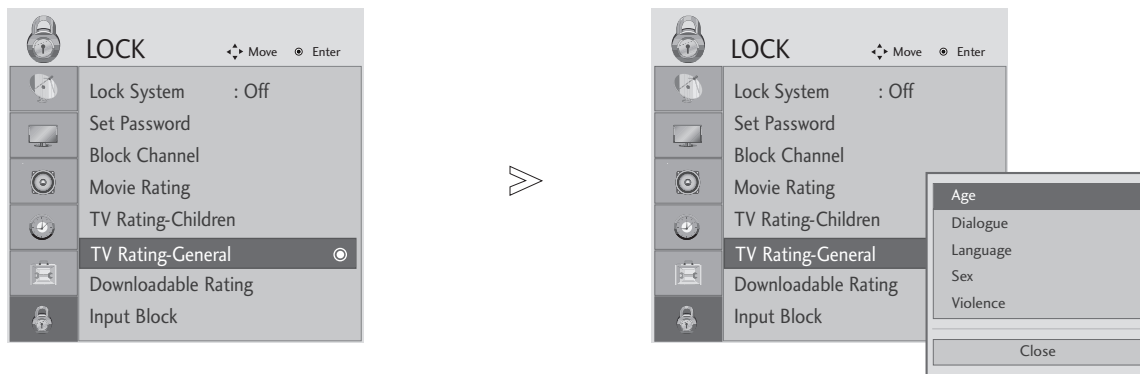 LOCK
Move Enter
Lock System : Off
Set Password
Block Channel
Movie Rating
TV Rating-Children
TV Rating-General
Downloadable Rating
Input Block
LOCK
Move Enter
Lock System : Off
Set Password
Block Channel
Movie Rating
TV Rating-Children
TV Rating-General
Downloadable Rating
Input Block
Age
Dialogue
Language
Sex
Violence
Close